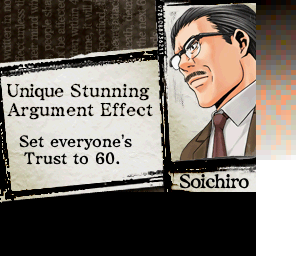 Unique Stunning
Argument Effect
Set everyone's
Trust to 60.
Soichiro